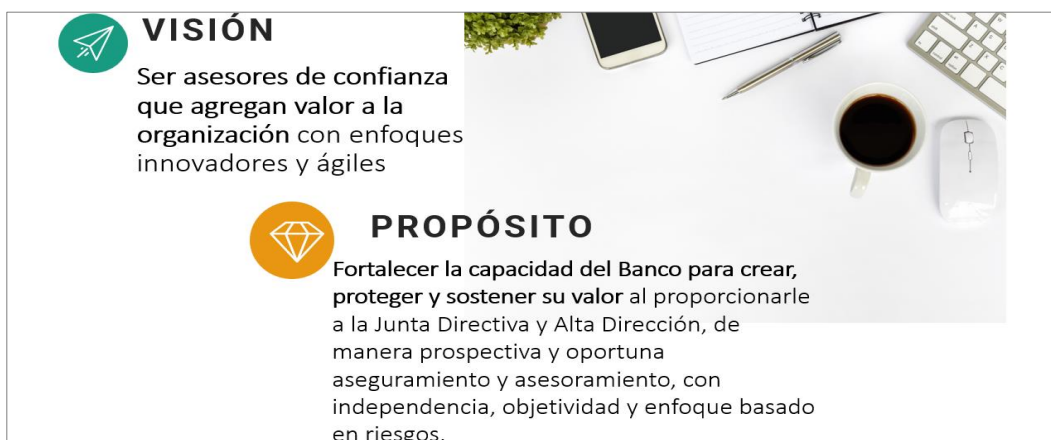 VISIÓN
Ser asesores de confianza
que agregan valor a la
organización con enfoques
innovadores y ágiles
PROPÓSITO
Fortalecer la capacidad del Banco para crear,
proteger y sostener su valor al proporcionarle
a la Junta Directiva y Alta Dirección, de
manera prospectiva y oportuna
aseguramiento y asesoramiento, con
independencia, objetividad y enfoque basado
en riesgos.